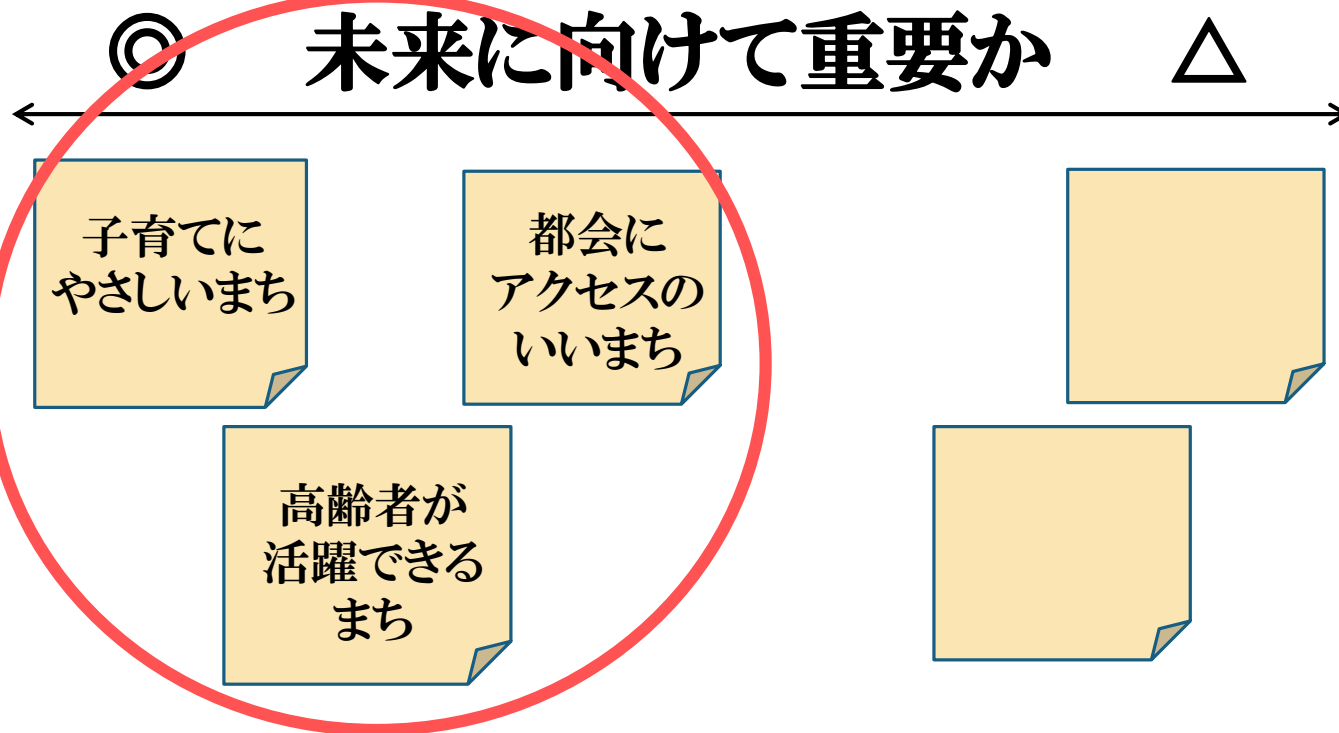 ◎ 未来に向けて重要か △
子育てに
やさしいまち
都会に
アクセスの
いいまち
高齢者が
活躍できる
まち